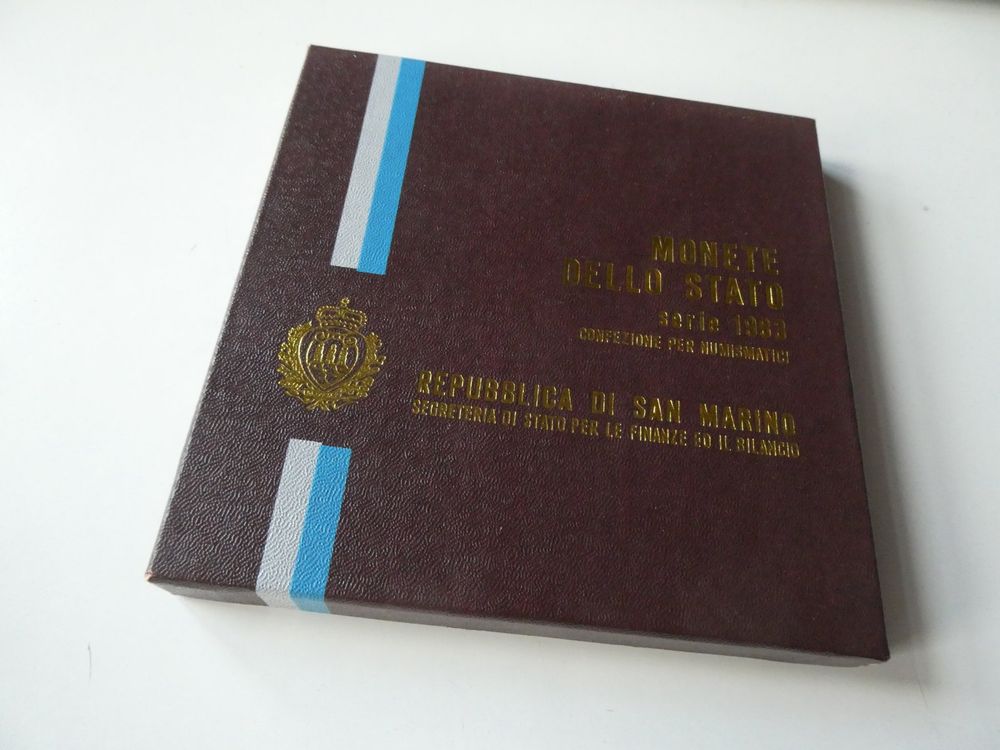 MONETE
DELLO STATO
serie 1983
CONFEZIONE PER NUMISMATICI
REPUBBLICA DI SAN MARINO
SEGRETERIA DI STATO PER LE FINANZE ED IL BILANCIO